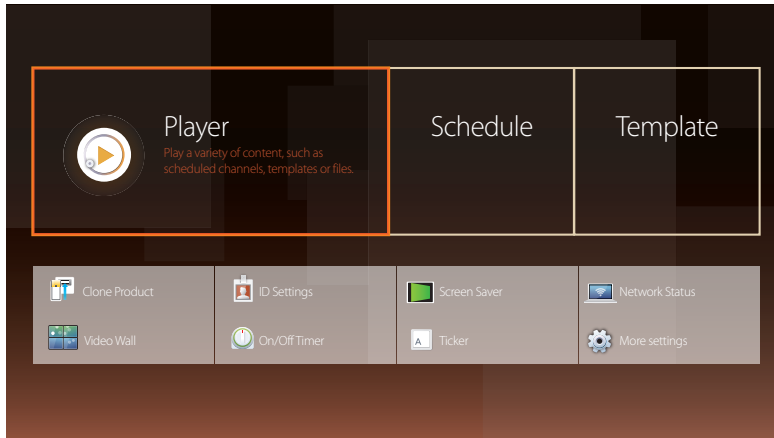 Player
Play a variety of content, such as
scheduled channels, templates or files.
Schedule
Template
Clone Product
ID Settings
Screen Saver
Network Status
Video Wall
On/Off Timer
A
Ticker
More settings